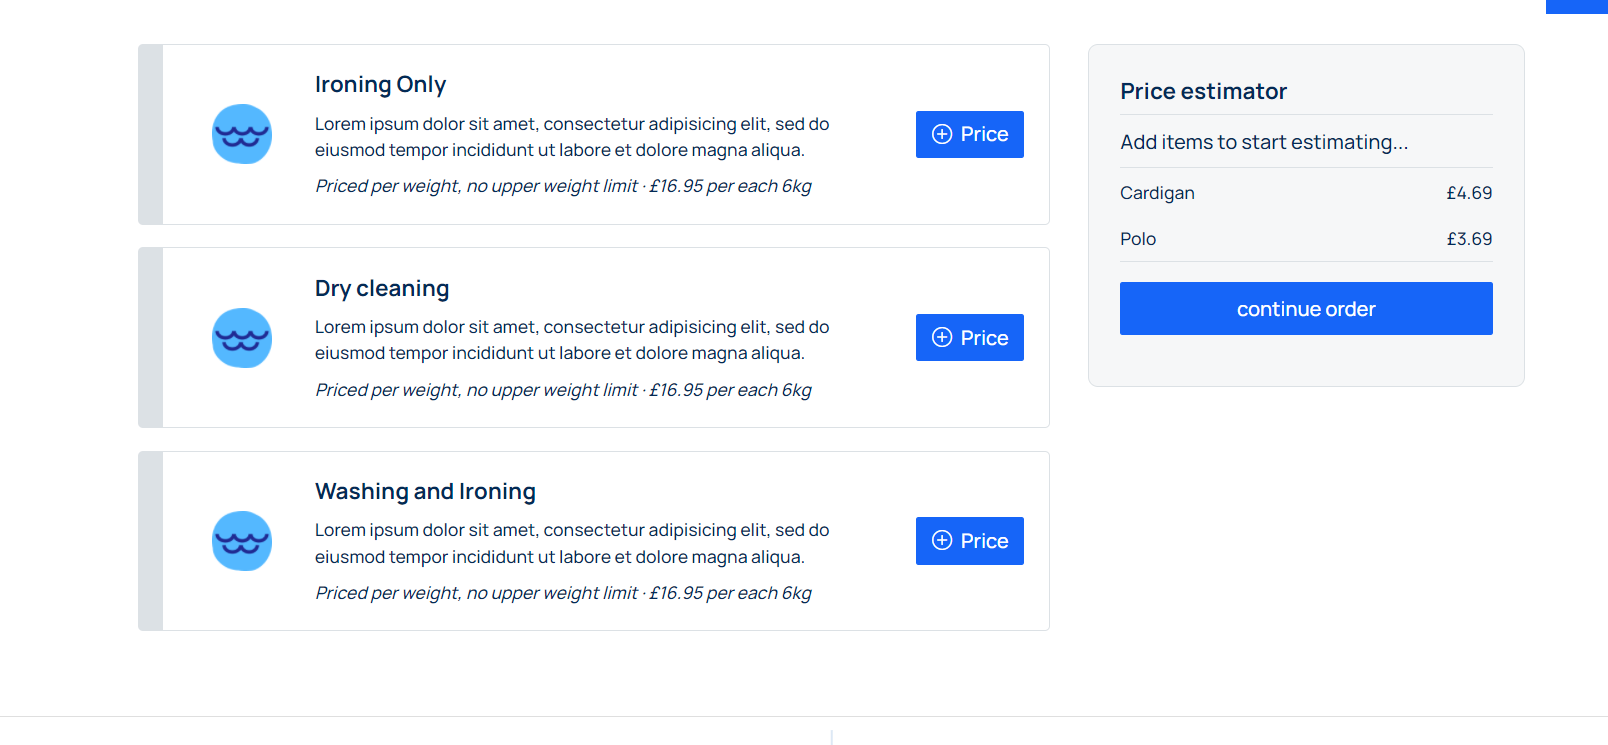 Ironing Only
Lorem ipsum dolor sit amet, consectetur adipisicing elit, sed do
eiusmod tempor incididunt ut labore et dolore magna aliqua.
Priced per weight, no upper weight limit · £16.95 per each 6kg
Price
Dry cleaning
Lorem ipsum dolor sit amet, consectetur adipisicing elit, sed do
eiusmod tempor incididunt ut labore et dolore magna aliqua.
Priced per weight, no upper weight limit · £16.95 per each 6kg
Price
Washing and Ironing
Lorem ipsum dolor sit amet, consectetur adipisicing elit, sed do
eiusmod tempor incididunt ut labore et dolore magna aliqua.
Priced per weight, no upper weight limit · £16.95 per each 6kg
Price
Price estimator
Add items to start estimating...
Cardigan £4.69
Polo £3.69
continue order